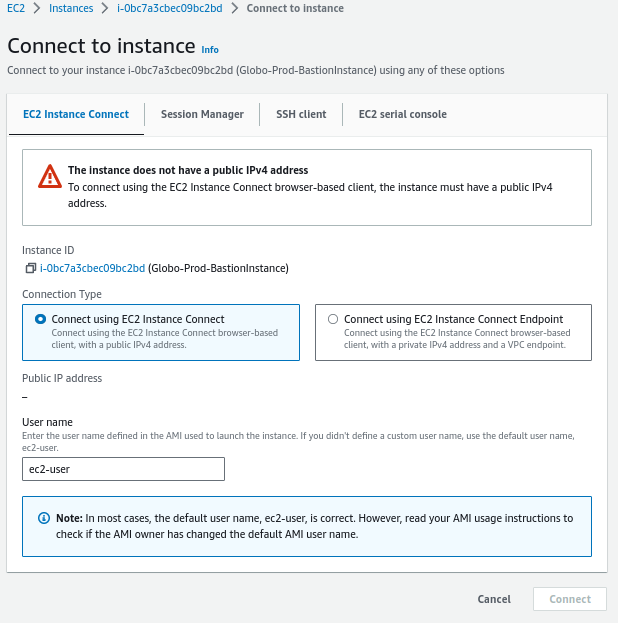 EC2 > Instances > i-0bc7a3cbec09bc2bd > Connect to instance
Connect to instance Info
Connect to your instance i-0bc7a3cbec09bc2bd (Globo-Prod-BastionInstance) using any of these options
EC2 Instance Connect Session Manager SSH client EC2 serial console
The instance does not have a public IPv4 address
To connect using the EC2 Instance Connect browser-based client, the instance must have a public IPv4
address.
Instance ID
i-0bc7a3cbec09bc2bd (Globo-Prod-BastionInstance)
Connection Type
Connect using EC2 Instance Connect
Connect using the EC2 Instance Connect browser-based
client, with a public IPv4 address.
Connect using EC2 Instance Connect Endpoint
Connect using the EC2 Instance Connect browser-based
client, with a private IPv4 address and a VPC endpoint.
Public IP address
–
User name
Enter the user name defined in the AMI used to launch the instance. If you didn't define a custom user name, use the default user name,
ec2-user.
ec2-user
Note: In most cases, the default user name, ec2-user, is correct. However, read your AMI usage instructions to
check if the AMI owner has changed the default AMI user name.
Cancel Connect